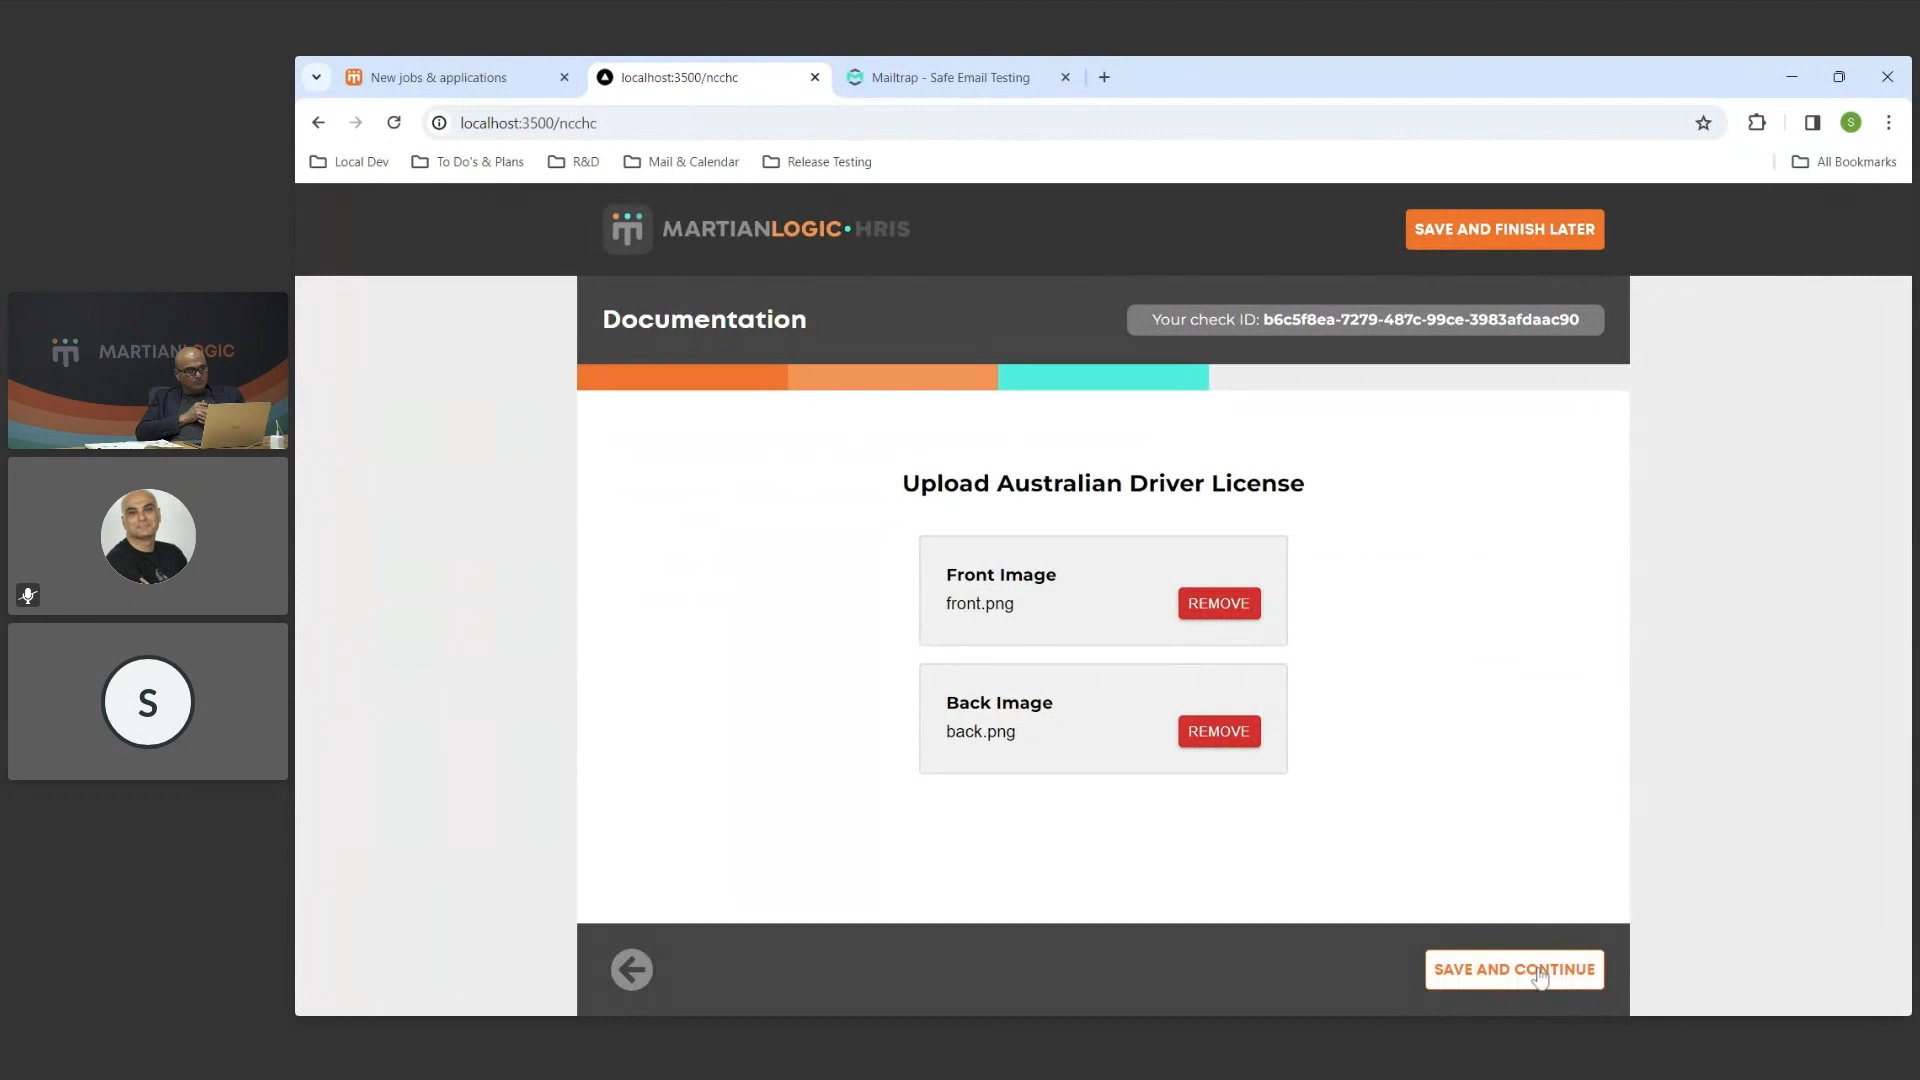 New jobs & applications
localhost:3500/ncchc
Mailtrap - Safe Email Testing
localhost:3500/ncchc
S
Local Dev
To Do's & Plans
R&D
Mail & Calendar
Release Testing
All Bookmarks
MARTIANLOGIC•HRIS
SAVE AND FINISH LATER
Documentation
Your check ID: b6c5f8ea-7279-487c-99ce-3983afdaac90
MARTIANLOGIC
Upload Australian Driver License
Front Image
front.png
REMOVE
Back Image
back.png
REMOVE
S
SAVE AND CONTINUE